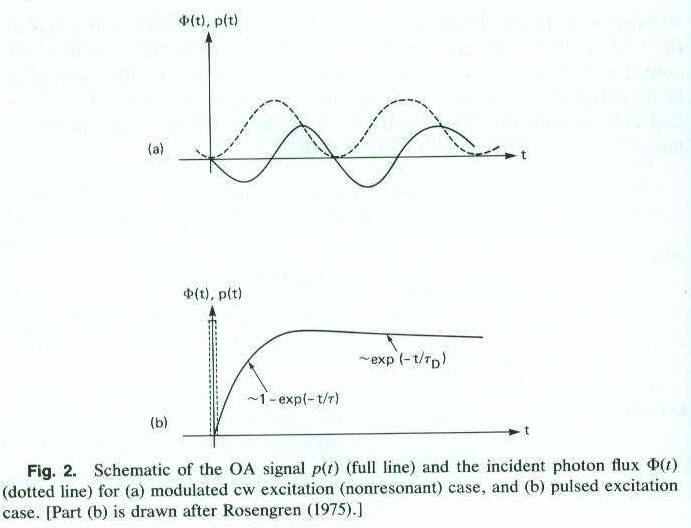 Φ(t), p(t)
(a)
t
Φ(t), p(t)
~exp (-t/τD)
~1-exp(-t/τ)
(b)
t
Fig. 2. Schematic of the OA signal p(t) (full line) and the incident photon flux Φ(t)
(dotted line) for (a) modulated cw excitation (nonresonant) case, and (b) pulsed excitation
case. [Part (b) is drawn after Rosengren (1975).]